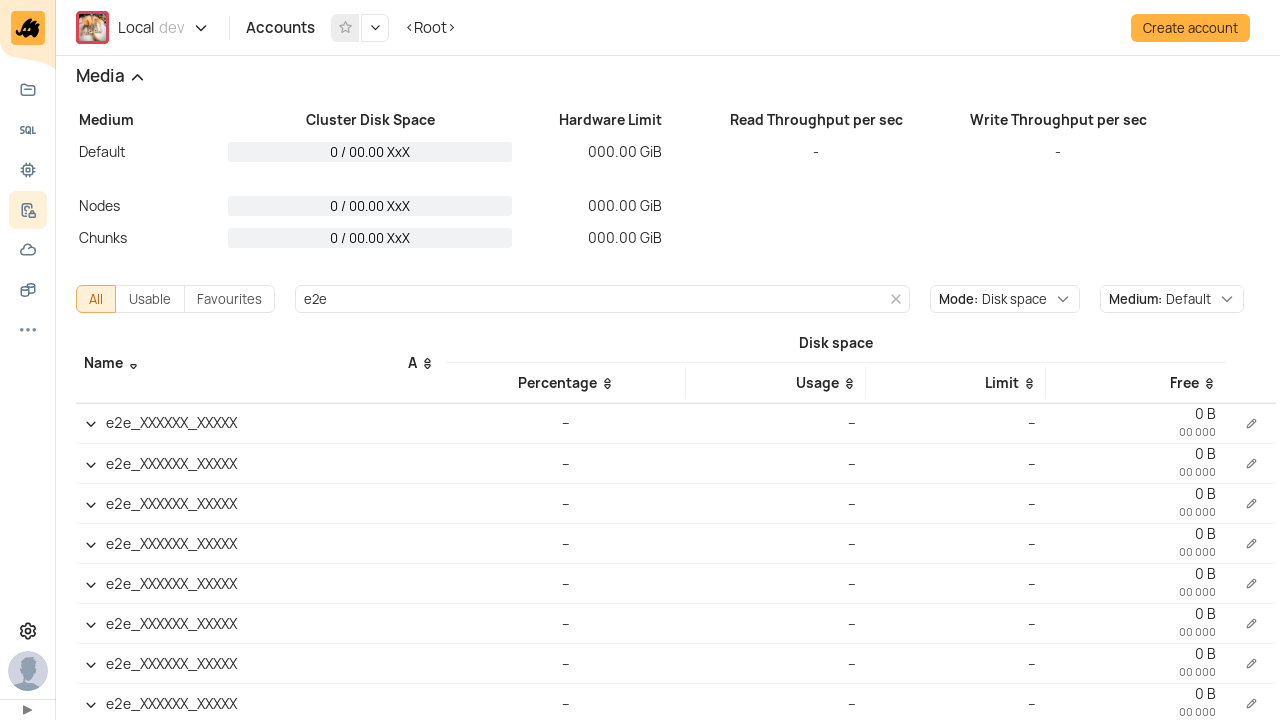 Local dev
Accounts
<Root>
Create account
SQL
Media
Medium Cluster Disk Space Hardware Limit Read Throughput per sec Write Throughput per sec
Default 0 / 00.00 XxX 000.00 GiB - -
Nodes 0 / 00.00 XxX 000.00 GiB
Chunks 0 / 00.00 XxX 000.00 GiB
All Usable Favourites e2e Mode: Disk space Medium: Default
Disk space
Name A
Percentage Usage Limit Free
e2e_XXXXXX_XXXXX – – – 0 B
00 000
e2e_XXXXXX_XXXXX – – – 0 B
00 000
e2e_XXXXXX_XXXXX – – – 0 B
00 000
e2e_XXXXXX_XXXXX – – – 0 B
00 000
e2e_XXXXXX_XXXXX – – – 0 B
00 000
e2e_XXXXXX_XXXXX – – – 0 B
00 000
e2e_XXXXXX_XXXXX – – – 0 B
00 000
e2e_XXXXXX_XXXXX – – – 0 B
00 000